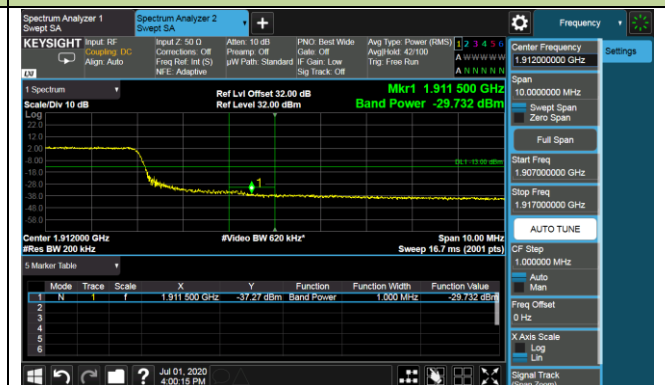 Spectrum Analyzer 1
Swept SA
Spectrum Analyzer 2
Swept SA
Frequency
KEYSIGHT
Input: RF
Coupling: DC
Align: Auto
Input Z: 50 Ω
Corrections: Off
Freq Ref: Int (S)
NFE: Adaptive
Atten: 10 dB
Preamp: Off
µW Path: Standard
PNO: Best Wide
Gate: Off
IF Gain: Low
Sig Track: Off
Avg Type: Power (RMS)
Avg|Hold: 42/100
Trig: Free Run
1 2 3 4 5 6
A W W W W W
A N N N N N
LXI
1 Spectrum
Scale/Div 10 dB
Log
Ref Lvl Offset 32.00 dB
Ref Level 32.00 dBm
Mkr1 1.911 500 GHz
Band Power -29.732 dBm
22.0
12.0
2.00
-8.00
-18.0
-28.0
-38.0
-48.0
-58.0
DL1 -13.00 dBm
1
Center 1.912000 GHz
#Res BW 200 kHz
#Video BW 620 kHz*
Span 10.00 MHz
Sweep 16.7 ms (2001 pts)
5 Marker Table
Mode Trace Scale X Y Function Function Width Function Value
1 N 1 f 1.911 500 GHz -37.27 dBm Band Power 1.000 MHz -29.732 dBm
2
3
4
5
6
Jul 01, 2020
4:00:15 PM
Settings
Center Frequency
1.912000000 GHz
Span
10.0000000 MHz
Swept Span
Zero Span
Full Span
Start Freq
1.907000000 GHz
Stop Freq
1.917000000 GHz
AUTO TUNE
CF Step
1.000000 MHz
Auto
Man
Freq Offset
0 Hz
X Axis Scale
Log
Lin
Signal Track
(Span Zoom)